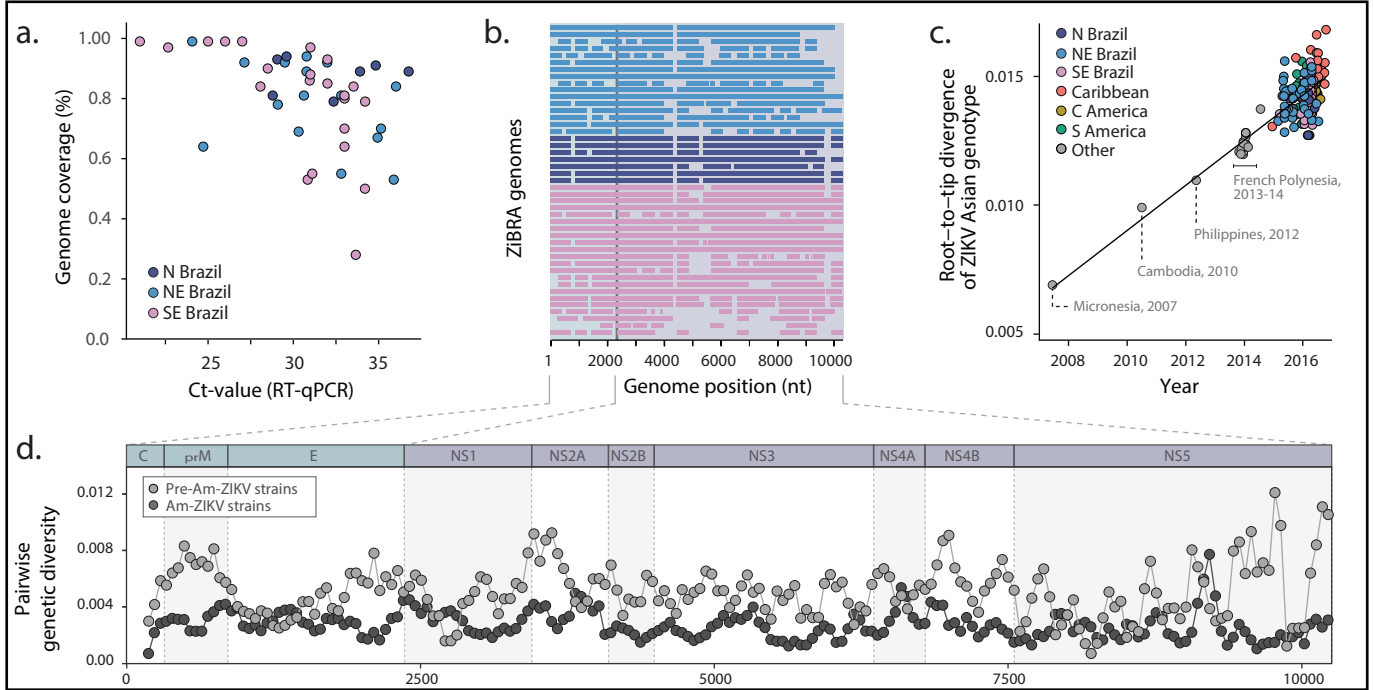 a.
Genome coverage (%)
1.00
0.8
0.6
0.4
0.2
0.0
N Brazil
NE Brazil
SE Brazil
25
30
35
Ct-value (RT-qPCR)
b.
ZiBRA genomes
1
2000
4000
6000
8000
10000
Genome position (nt)
c.
Root-to-tip divergence
of ZIKV Asian genotype
0.015
0.010
0.005
N Brazil
NE Brazil
SE Brazil
Caribbean
C America
S America
Other
French Polynesia,
2013-14
Philippines, 2012
Cambodia, 2010
Micronesia, 2007
2008
2010
2012
2014
2016
Year
d.
C
prM
E
NS1
NS2A
NS2B
NS3
NS4A
NS4B
NS5
Pairwise
genetic diversity
0.012
0.008
0.004
0.00
Pre-Am-ZIKV strains
Am-ZIKV strains
0
2500
5000
7500
10000